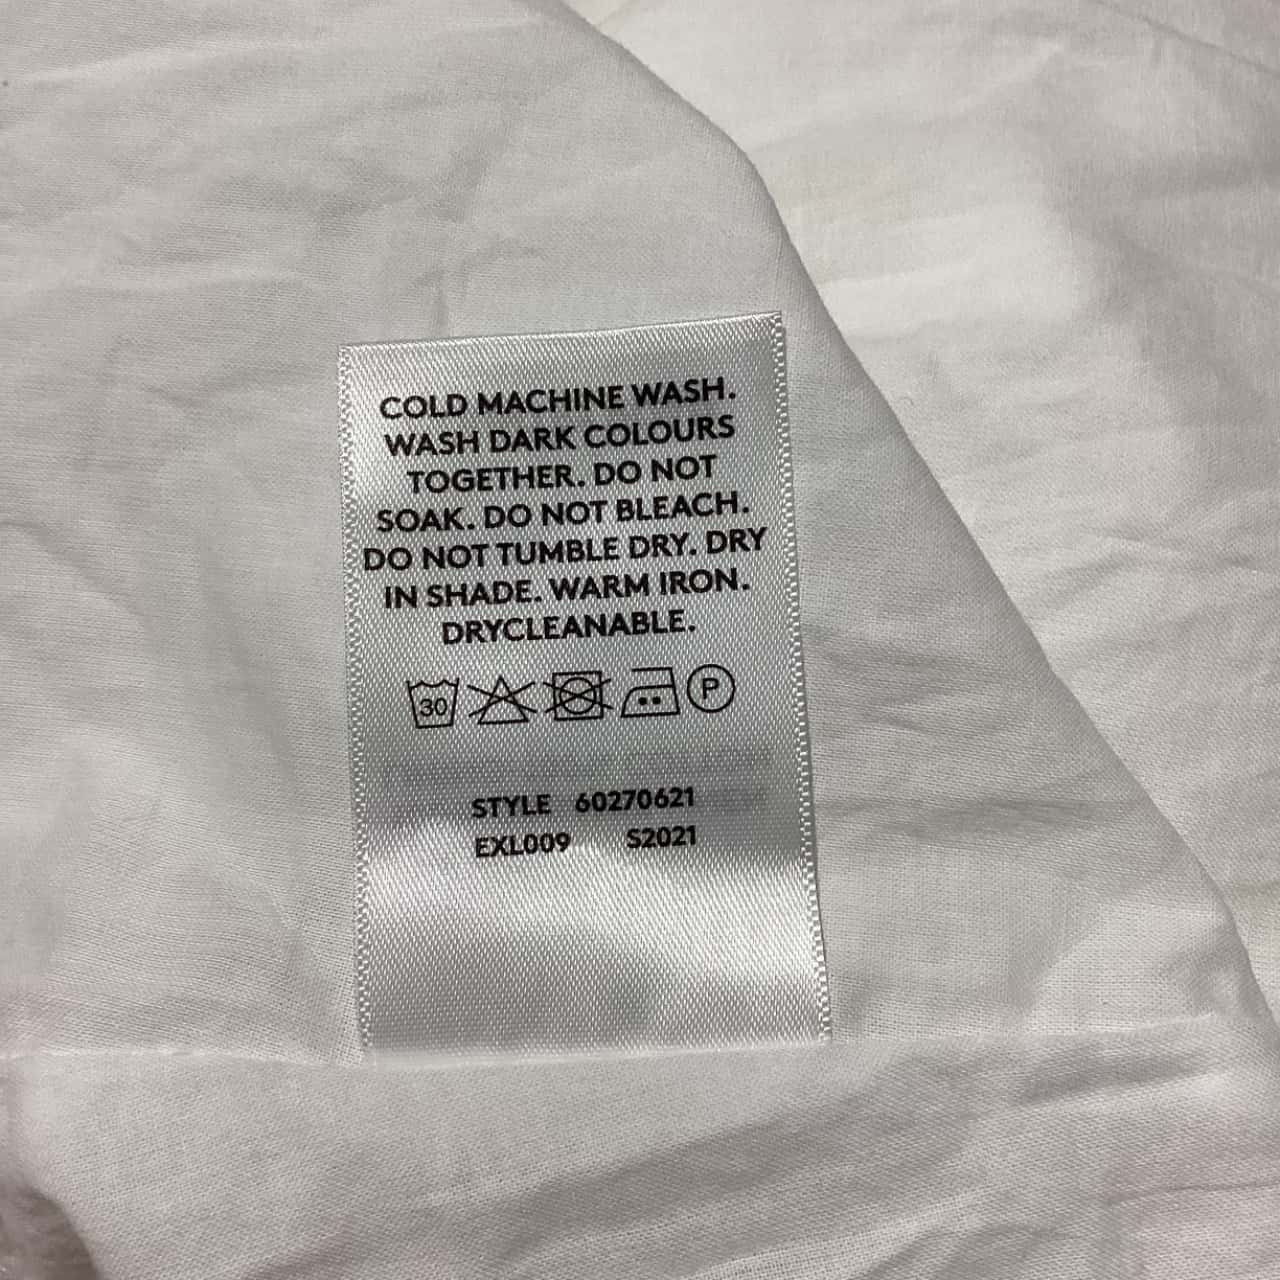 COLD MACHINE WASH.
WASH DARK COLOURS
TOGETHER. DO NOT
SOAK. DO NOT BLEACH.
DO NOT TUMBLE DRY. DRY
IN SHADE. WARM IRON.
DRYCLEANABLE.
30 P
STYLE 60270621
EXL009 S2021